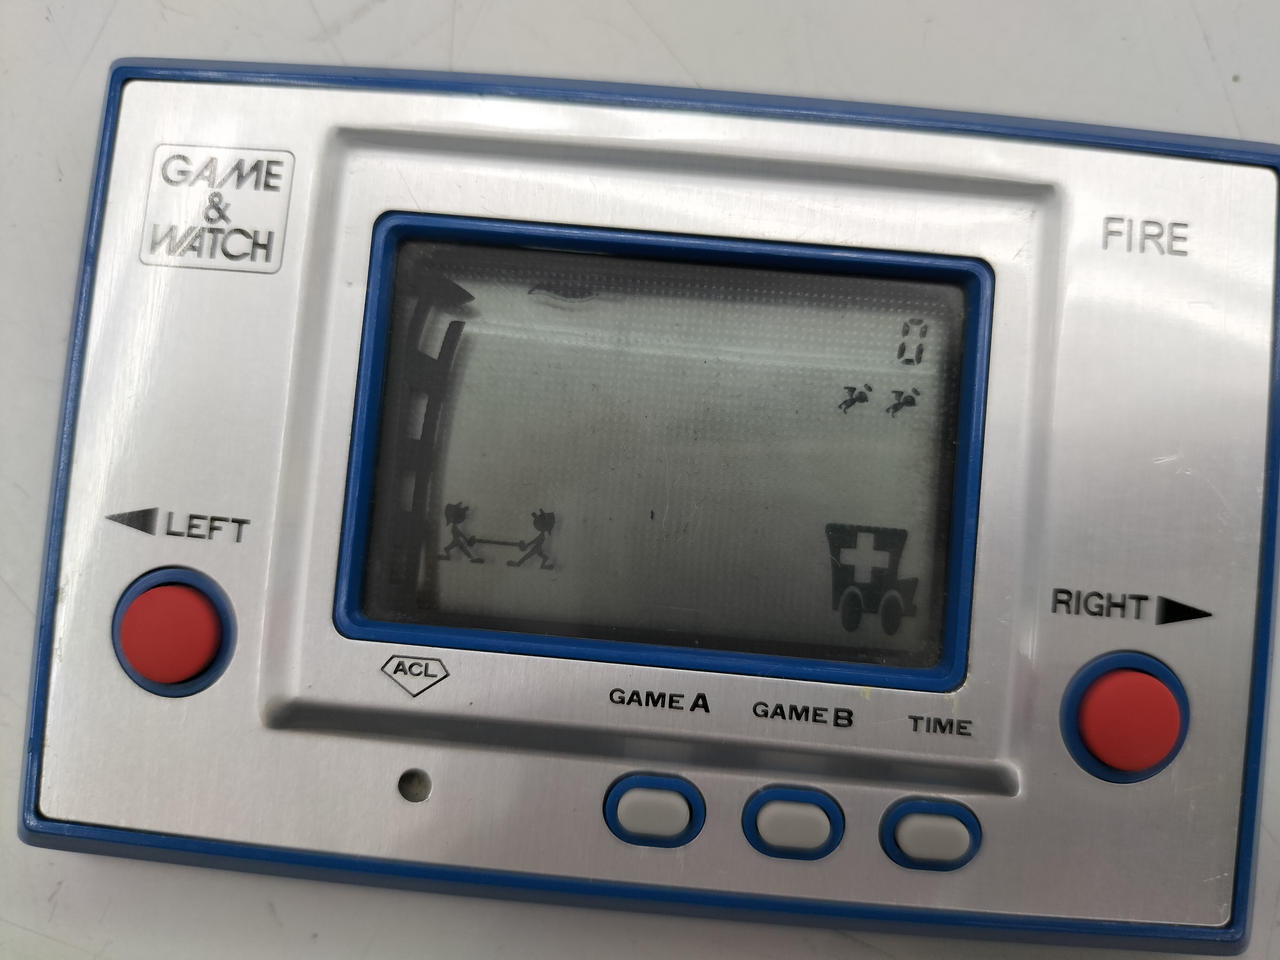 GAME
&
WATCH
FIRE
0
LEFT
RIGHT
ACL
GAME A
GAME B
TIME